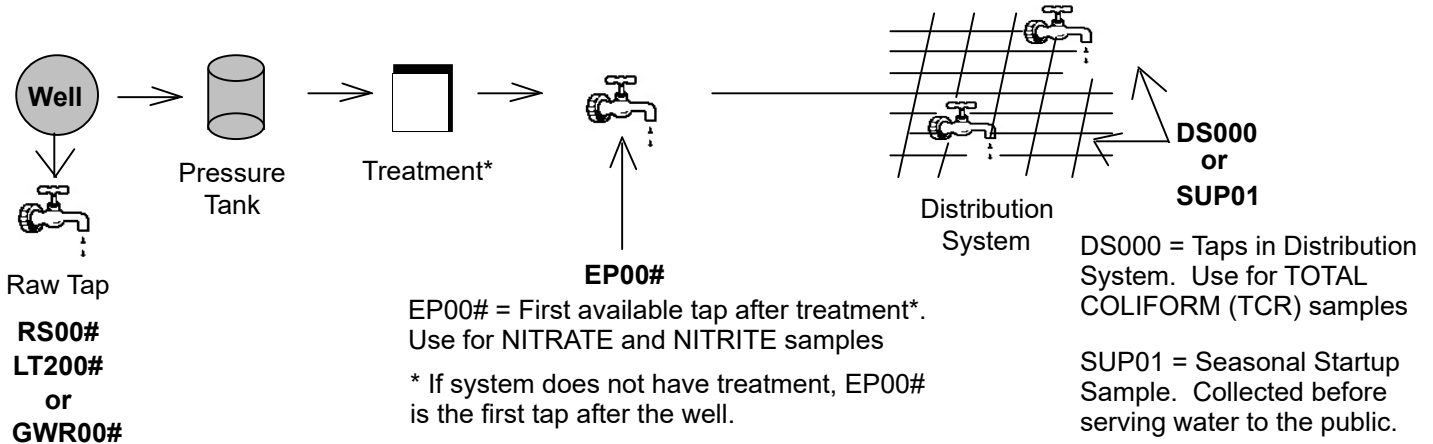 Well
Pressure
Tank
Treatment*
Raw Tap
RS00#
LT200#
or
GWR00#
EP00#
EP00# = First available tap after treatment*.
Use for NITRATE and NITRITE samples
* If system does not have treatment, EP00#
is the first tap after the well.
Distribution
System
DS000
or
SUP01
DS000 = Taps in Distribution
System. Use for TOTAL
COLIFORM (TCR) samples
SUP01 = Seasonal Startup
Sample. Collected before
serving water to the public.